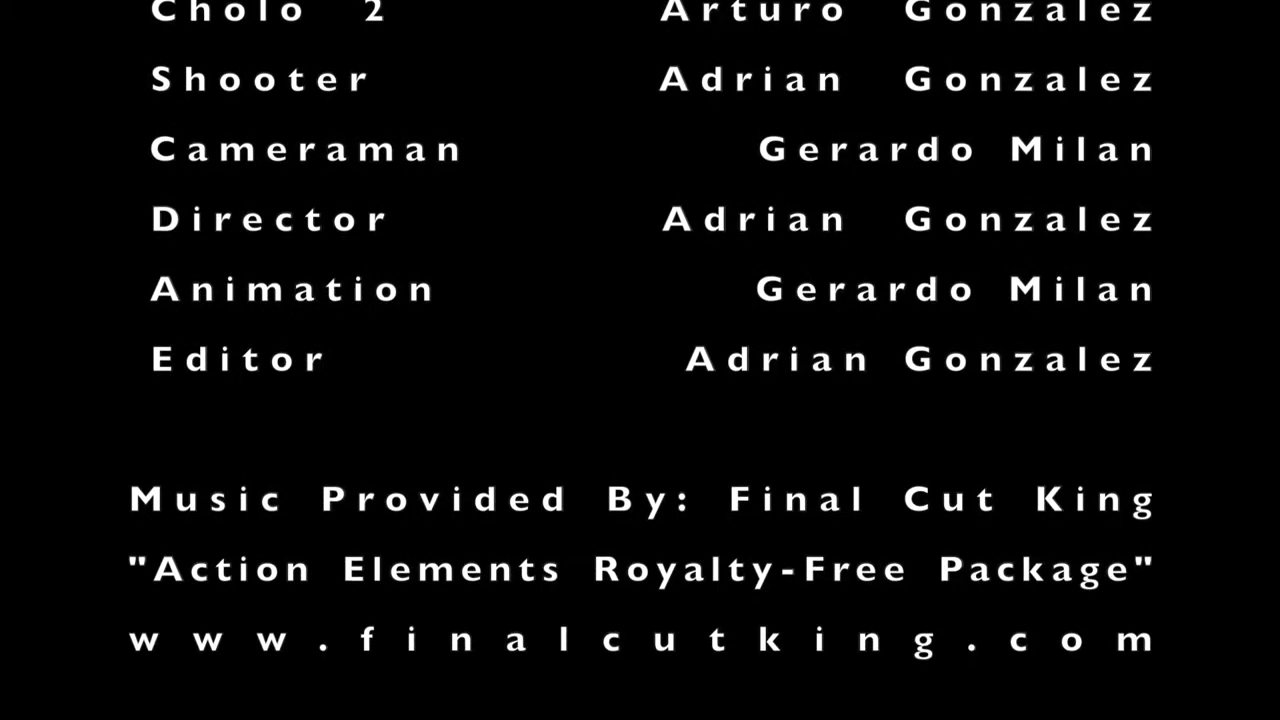 Cholo 2 Arturo Gonzalez
Shooter Adrian Gonzalez
Cameraman Gerardo Milan
Director Adrian Gonzalez
Animation Gerardo Milan
Editor Adrian Gonzalez
Music Provided By: Final Cut King
"Action Elements Royalty-Free Package"
www.finalcutking.com